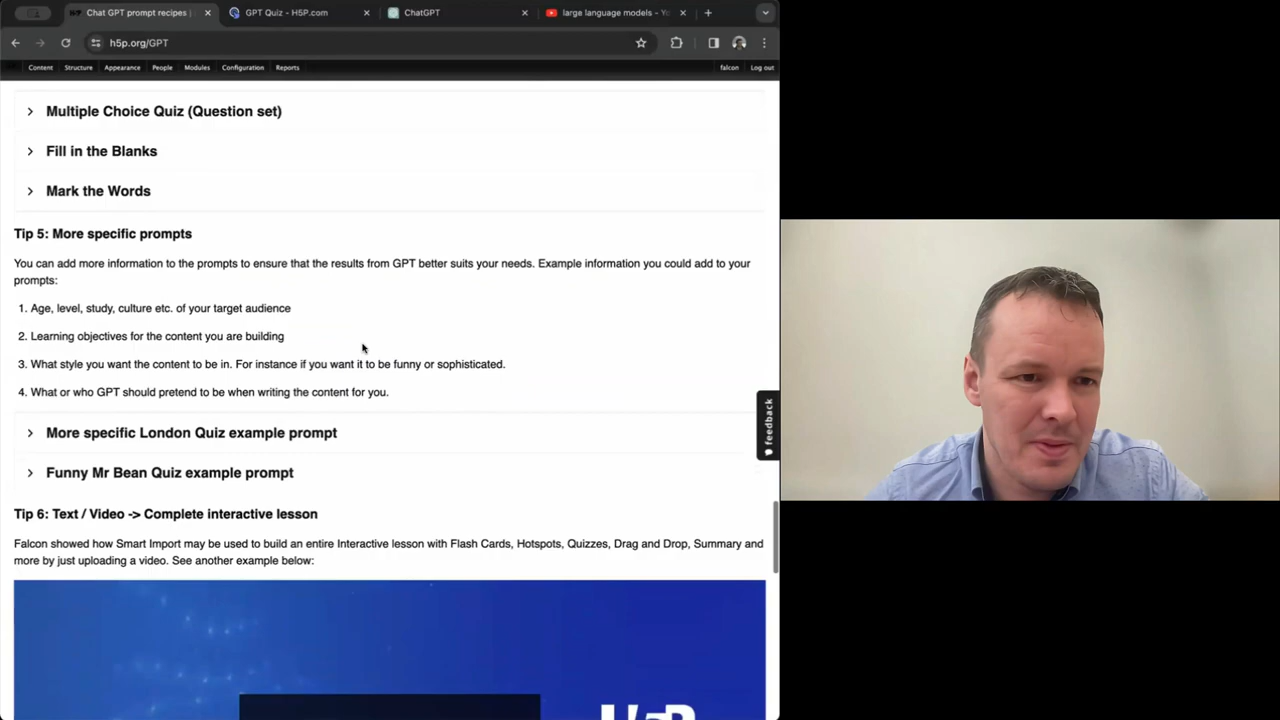 Chat GPT prompt recipes
GPT Quiz - H5P.com
ChatGPT
large language models - Yo
h5p.org/GPT
Content Structure Appearance People Modules Configuration Reports falcon Log out
Multiple Choice Quiz (Question set)
Fill in the Blanks
Mark the Words
Tip 5: More specific prompts
You can add more information to the prompts to ensure that the results from GPT better suits your needs. Example information you could add to your
prompts:
1. Age, level, study, culture etc. of your target audience
2. Learning objectives for the content you are building
3. What style you want the content to be in. For instance if you want it to be funny or sophisticated.
4. What or who GPT should pretend to be when writing the content for you.
feedback
More specific London Quiz example prompt
Funny Mr Bean Quiz example prompt
Tip 6: Text / Video -> Complete interactive lesson
Falcon showed how Smart Import may be used to build an entire Interactive lesson with Flash Cards, Hotspots, Quizzes, Drag and Drop, Summary and
more by just uploading a video. See another example below:
H5P